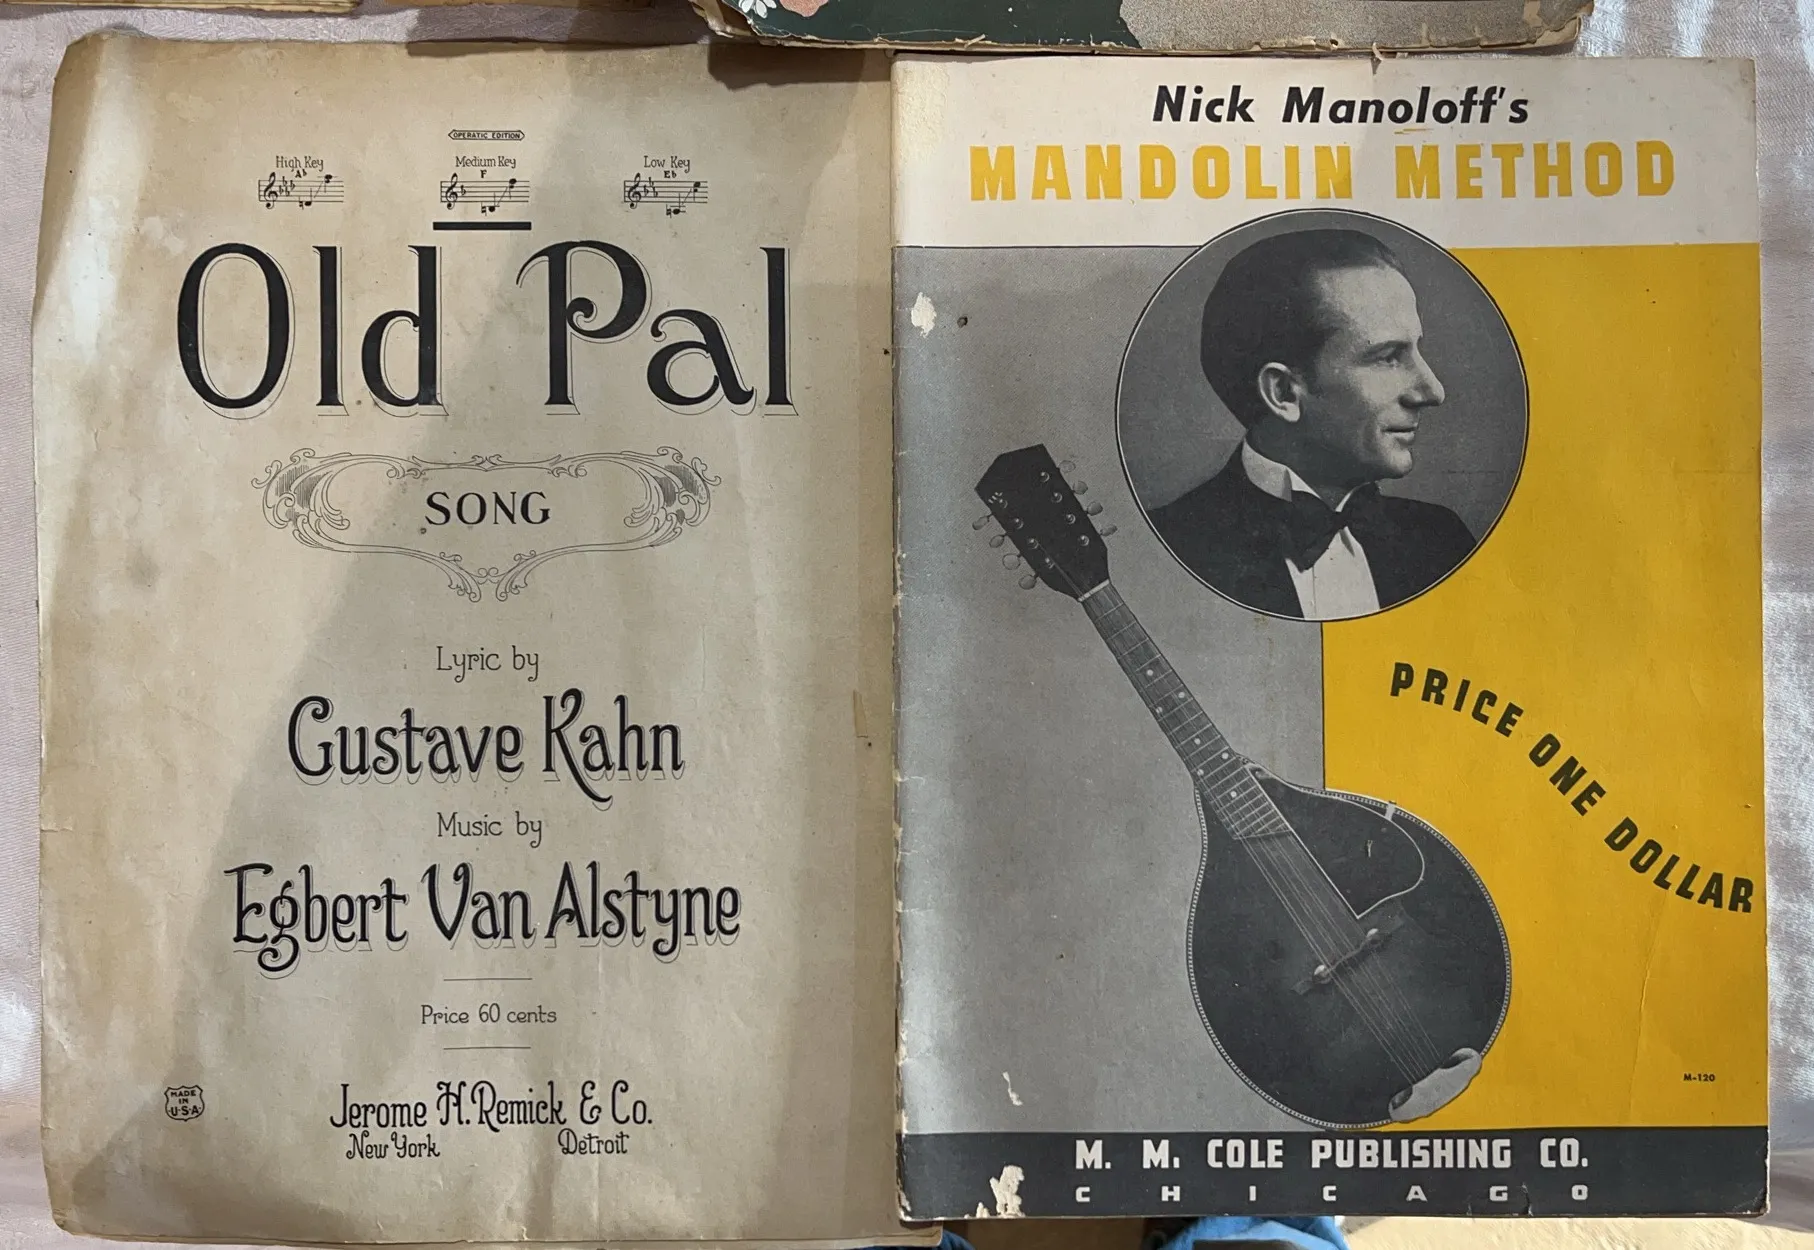 OPERATIC EDITION
High Key
Ab
Medium Key
F
Low Key
Eb
Old Pal
SONG
Lyric by
Gustave Kahn
Music by
Egbert Van Alstyne
Price 60 cents
MADE
IN
U.S.A.
Jerome H. Remick & Co.
New York Detroit
Nick Manoloff's
MANDOLIN METHOD
PRICE ONE DOLLAR
M-120
M. M. COLE PUBLISHING CO.
CHICAGO